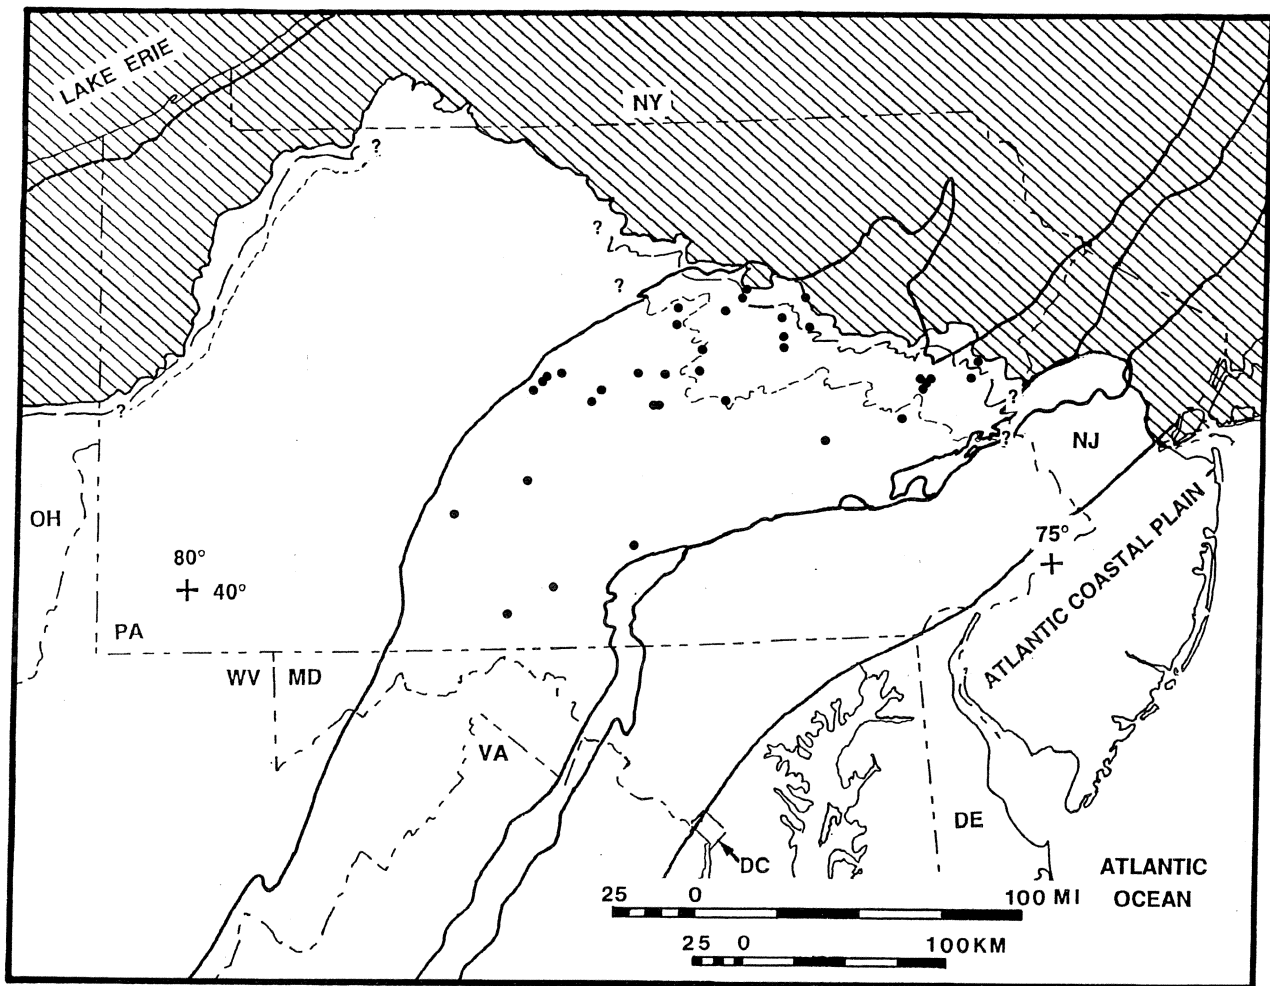 LAKE ERIE
NY
?
?
?
?
?
?
NJ
OH
75°
80°
40°
ATLANTIC COASTAL PLAIN
PA
WV
MD
VA
DE
DC
ATLANTIC
OCEAN
25 0 100 MI
25 0 100 KM